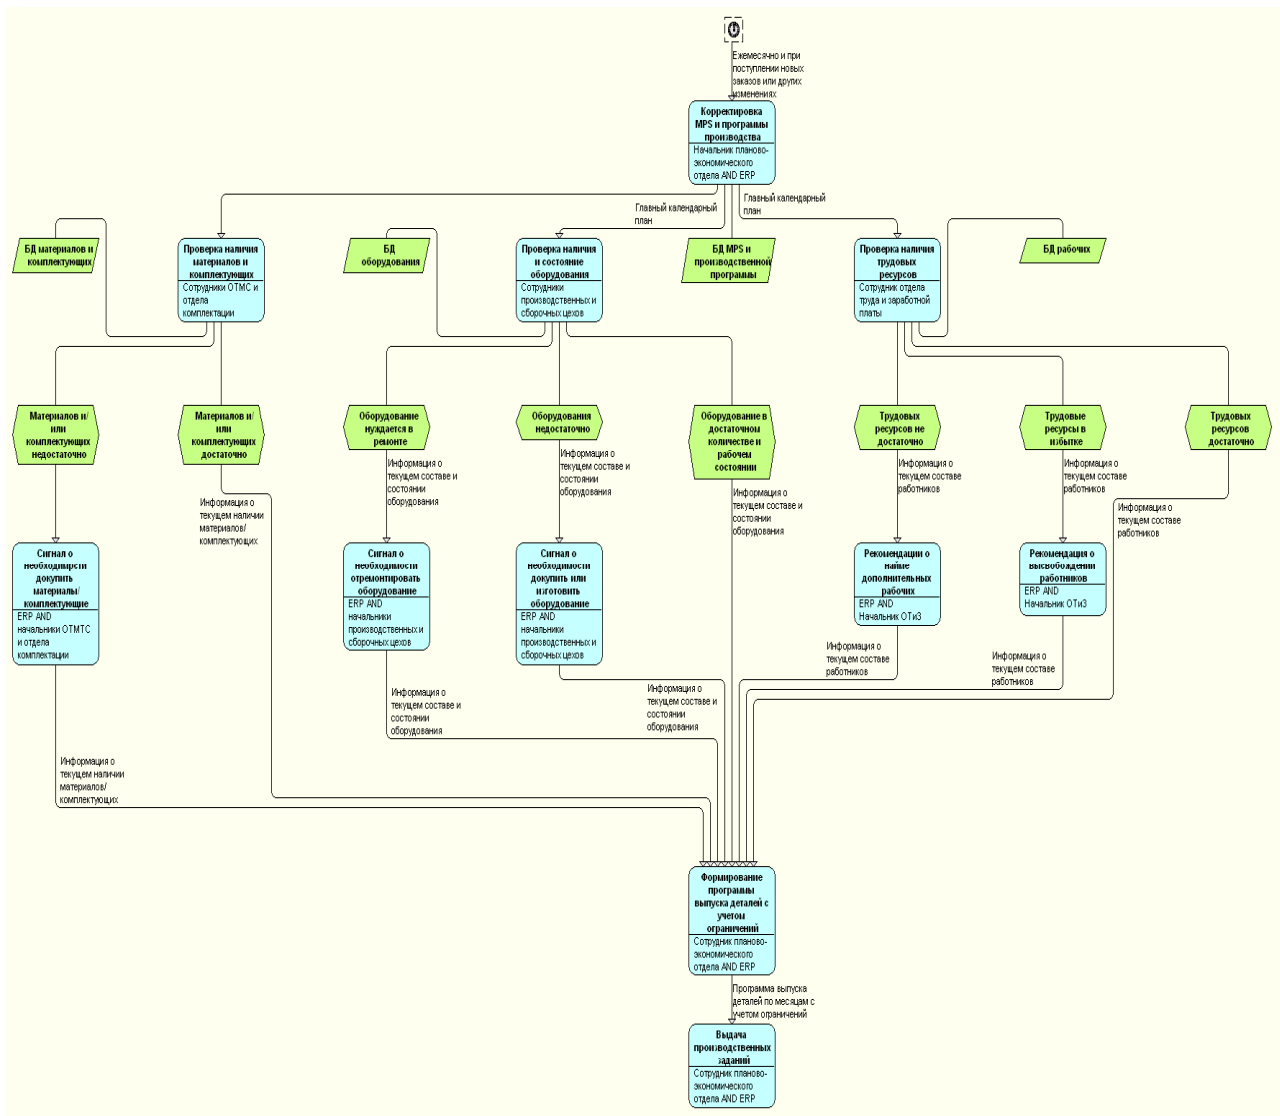 Ежемесячно и при
поступлении новых
заказов или других
изменениях
Корректировка
MPS и программы
производства
Начальник планово-
экономического
отдела AND ERP
Главный календарный
план
Главный календарный
план
БД материалов и
комплектующих
Проверка наличия
материалов и
комплектующих
Сотрудники ОТМС и
отдела
комплектации
БД
оборудования
Проверка наличия
и состояние
оборудования
Сотрудники
производственных и
сборочных цехов
БД MPS и
производственной
программы
Проверка наличия
трудовых
ресурсов
Сотрудник отдела
труда и заработной
платы
БД рабочих
Материалов и/
или
комплектующих
недостаточно
Материалов и/
или
комплектующих
достаточно
Оборудование
нуждается в
ремонте
Оборудования
недостаточно
Оборудование в
достаточном
количестве и
рабочем
состоянии
Трудовых
ресурсов не
достаточно
Трудовые
ресурсы в
избытке
Трудовых
ресурсов
достаточно
Информация о
текущем наличии
материалов/
комплектующих
Информация о
текущем составе и
состоянии
оборудования
Информация о
текущем составе и
состоянии
оборудования
Информация о
текущем составе и
состоянии
оборудования
Информация о
текущем составе
работников
Информация о
текущем составе
работников
Информация о
текущем составе
работников
Сигнал о
необходимости
докупить
материалы/
комплектующие
ERP AND
начальники ОТМТС
и отдела
комплектации
Сигнал о
необходимости
отремонтировать
оборудование
ERP AND
начальники
производственных и
сборочных цехов
Сигнал о
необходимости
докупить или
изготовить
оборудование
ERP AND
начальники
производственных и
сборочных цехов
Рекомендации о
найме
дополнительных
рабочих
ERP AND
Начальник ОТиЗ
Рекомендация о
высвобождении
работников
ERP AND
Начальник ОТиЗ
Информация о
текущем составе
работников
Информация о
текущем составе
работников
Информация о
текущем составе и
состоянии
оборудования
Информация о
текущем составе и
состоянии
оборудования
Информация о
текущем наличии
материалов/
комплектующих
Формирование
программы
выпуска деталей с
учетом
ограничений
Сотрудник планово-
экономического
отдела AND ERP
Программа выпуска
деталей по месяцам с
учетом ограничений
Выдача
производственных
заданий
Сотрудник планово-
экономического
отдела AND ERP